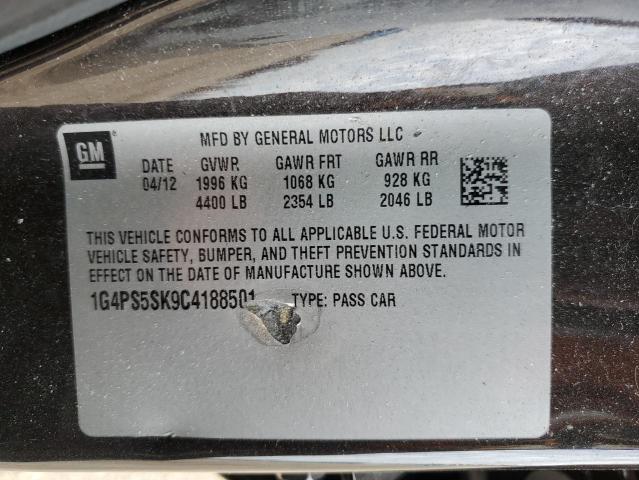 GM
MFD BY GENERAL MOTORS LLC
DATE GVWR GAWR FRT GAWR RR
04/12 1996 KG 1068 KG 928 KG
4400 LB 2354 LB 2046 LB
THIS VEHICLE CONFORMS TO ALL APPLICABLE U.S. FEDERAL MOTOR
VEHICLE SAFETY, BUMPER, AND THEFT PREVENTION STANDARDS IN
EFFECT ON THE DATE OF MANUFACTURE SHOWN ABOVE.
1G4PS5SK9C4188501 TYPE: PASS CAR